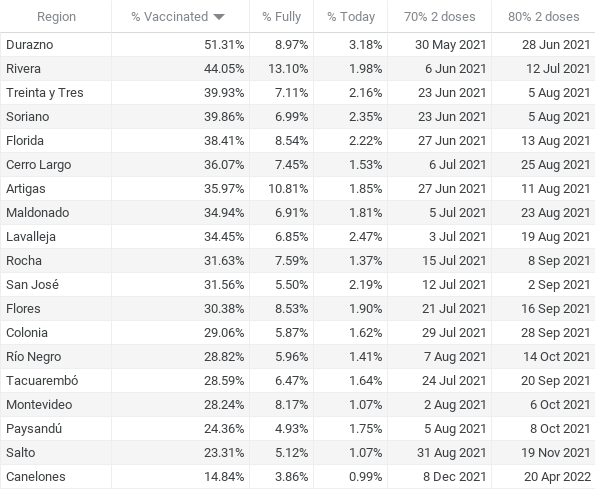 Region % Vaccinated % Fully % Today 70% 2 doses 80% 2 doses
Durazno 51.31% 8.97% 3.18% 30 May 2021 28 Jun 2021
Rivera 44.05% 13.10% 1.98% 6 Jun 2021 12 Jul 2021
Treinta y Tres 39.93% 7.11% 2.16% 23 Jun 2021 5 Aug 2021
Soriano 39.86% 6.99% 2.35% 23 Jun 2021 5 Aug 2021
Florida 38.41% 8.54% 2.22% 27 Jun 2021 13 Aug 2021
Cerro Largo 36.07% 7.45% 1.53% 6 Jul 2021 25 Aug 2021
Artigas 35.97% 10.81% 1.85% 27 Jun 2021 11 Aug 2021
Maldonado 34.94% 6.91% 1.81% 5 Jul 2021 23 Aug 2021
Lavalleja 34.45% 6.85% 2.47% 3 Jul 2021 19 Aug 2021
Rocha 31.63% 7.59% 1.37% 15 Jul 2021 8 Sep 2021
San José 31.56% 5.50% 2.19% 12 Jul 2021 2 Sep 2021
Flores 30.38% 8.53% 1.90% 21 Jul 2021 16 Sep 2021
Colonia 29.06% 5.87% 1.62% 29 Jul 2021 28 Sep 2021
Río Negro 28.82% 5.96% 1.41% 7 Aug 2021 14 Oct 2021
Tacuarembó 28.59% 6.47% 1.64% 24 Jul 2021 20 Sep 2021
Montevideo 28.24% 8.17% 1.07% 2 Aug 2021 6 Oct 2021
Paysandú 24.36% 4.93% 1.75% 5 Aug 2021 8 Oct 2021
Salto 23.31% 5.12% 1.07% 31 Aug 2021 19 Nov 2021
Canelones 14.84% 3.86% 0.99% 8 Dec 2021 20 Apr 2022